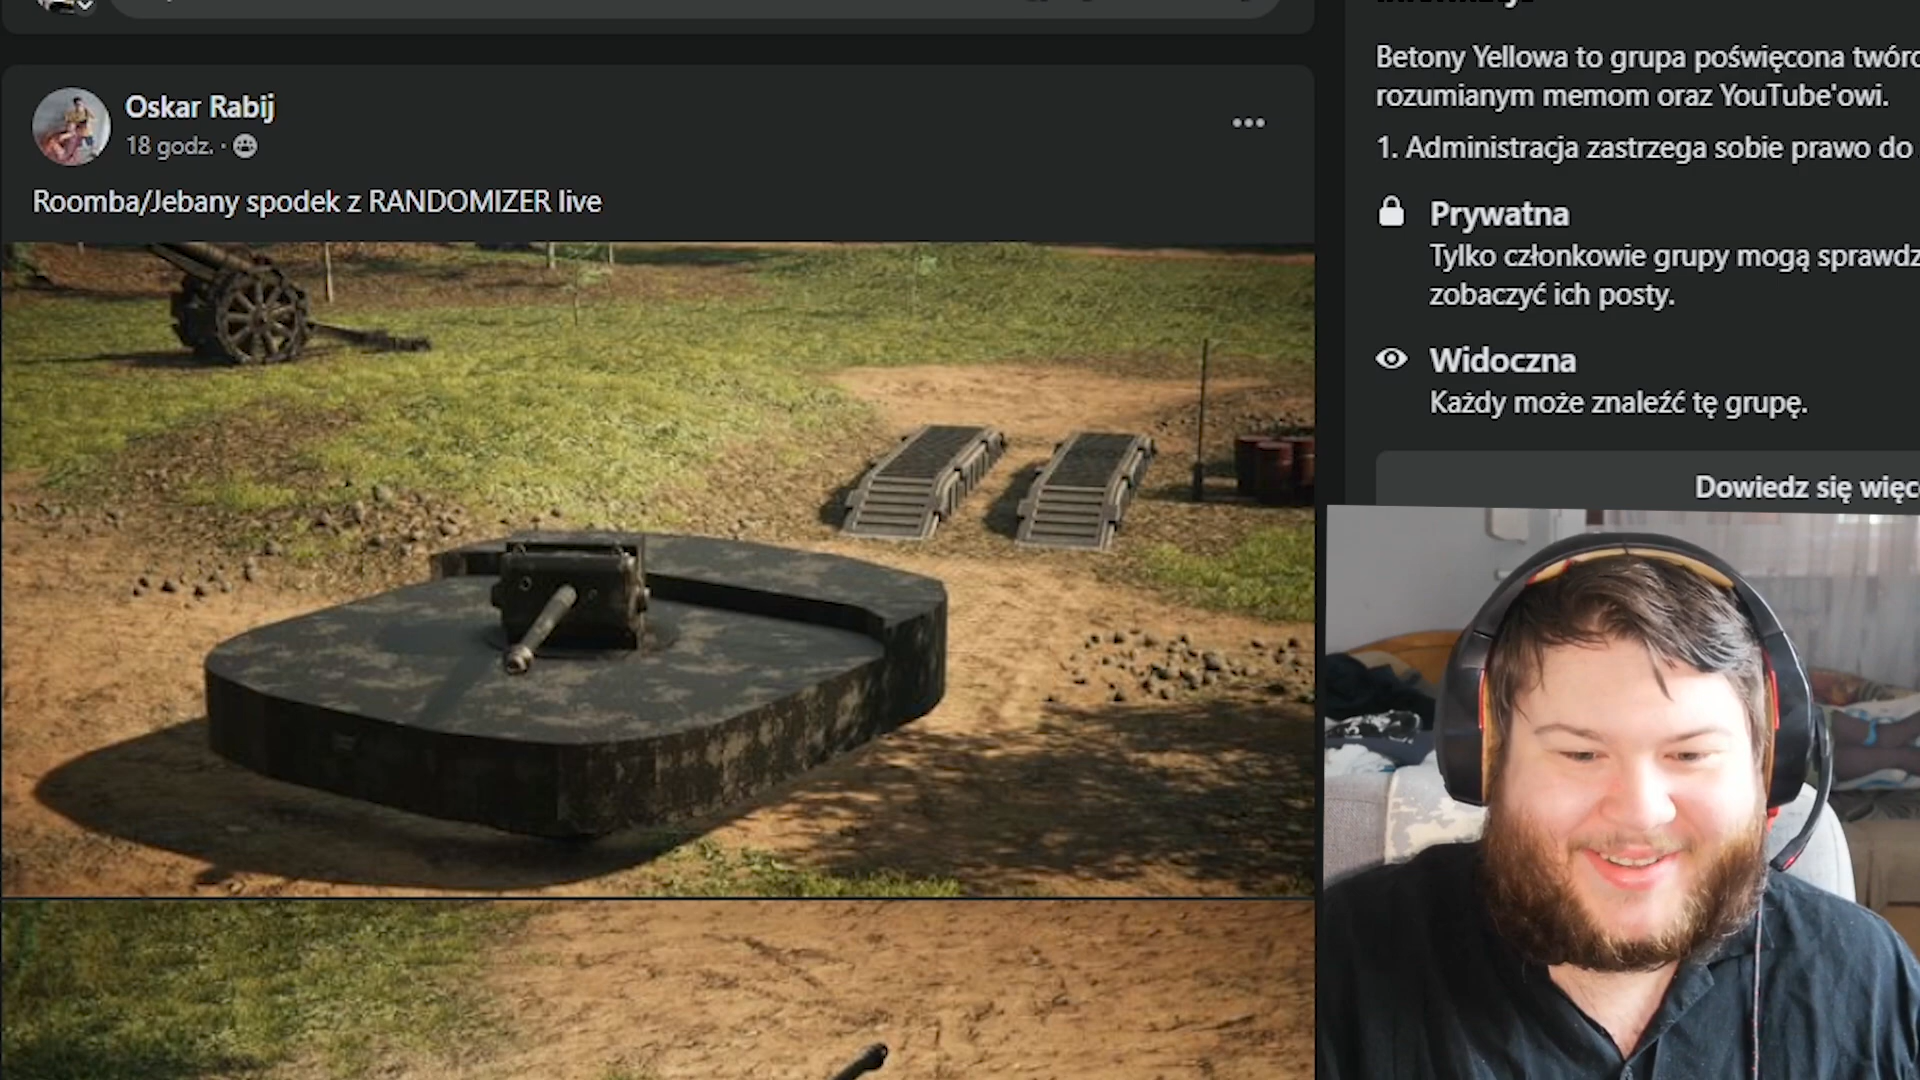 Oskar Rabij
18 godz. ·
Roomba/Jebany spodek z RANDOMIZER live
Betony Yellowa to grupa poświęcona twórc
rozumianym memom oraz YouTube'owi.
1. Administracja zastrzega sobie prawo do
Prywatna
Tylko członkowie grupy mogą sprawdz
zobaczyć ich posty.
Widoczna
Każdy może znaleźć tę grupę.
Dowiedz się więc